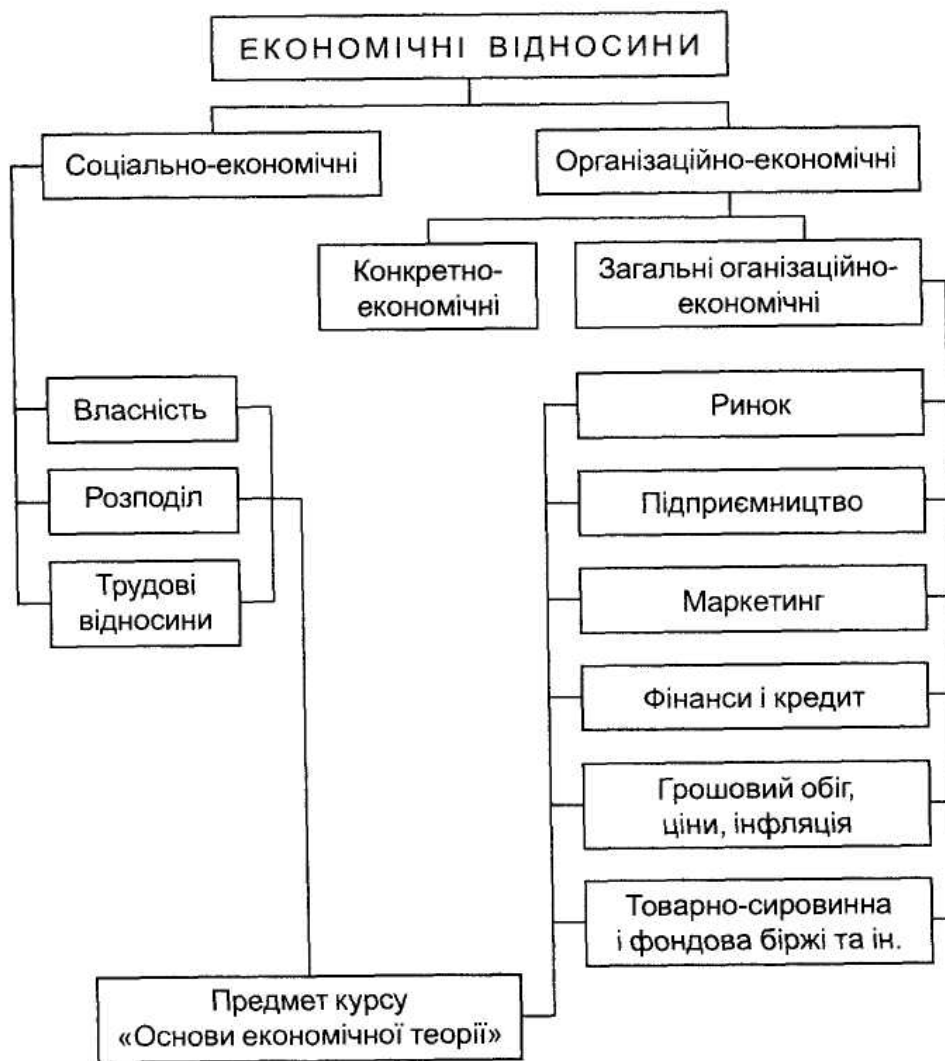 ЕКОНОМІЧНІ ВІДНОСИНИ
Соціально-економічні
Організаційно-економічні
Конкретно-
економічні
Загальні оганізаційно-
економічні
Власність
Розподіл
Трудові
відносини
Ринок
Підприємництво
Маркетинг
Фінанси і кредит
Грошовий обіг,
ціни, інфляція
Товарно-сировинна
і фондова біржі та ін.
Предмет курсу
«Основи економічної теорії»